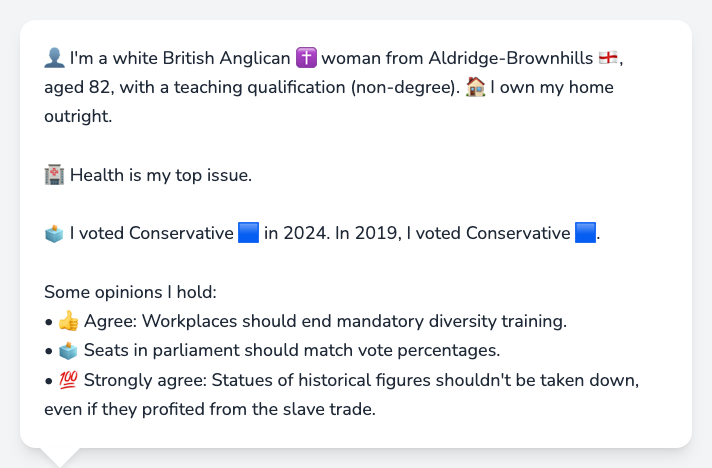 👤 I'm a white British Anglican ✝️ woman from Aldridge-Brownhills 🏴󠁧󠁢󠁥󠁮󠁧󠁿,
aged 82, with a teaching qualification (non-degree). 🏠 I own my home
outright.
🏥 Health is my top issue.
🗳️ I voted Conservative 🟦 in 2024. In 2019, I voted Conservative 🟦.
Some opinions I hold:
• 👍 Agree: Workplaces should end mandatory diversity training.
• 🗳️ Seats in parliament should match vote percentages.
• 💯 Strongly agree: Statues of historical figures shouldn't be taken down,
even if they profited from the slave trade.